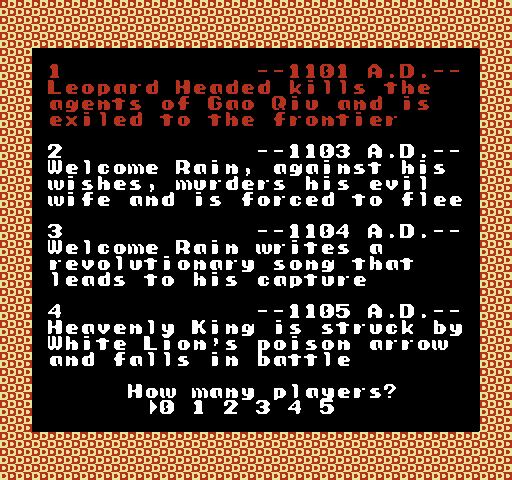 1 --1101 A.D.--
Leopard Headed kills the
agents of Gao Qiu and is
exiled to the frontier
2 --1103 A.D.--
Welcome Rain, against his
wishes, murders his evil
wife and is forced to flee
3 --1104 A.D.--
Welcome Rain writes a
revolutionary song that
leads to his capture
4 --1105 A.D.--
Heavenly King is struck by
White Lion's poison arrow
and falls in battle
How many players?
0 1 2 3 4 5